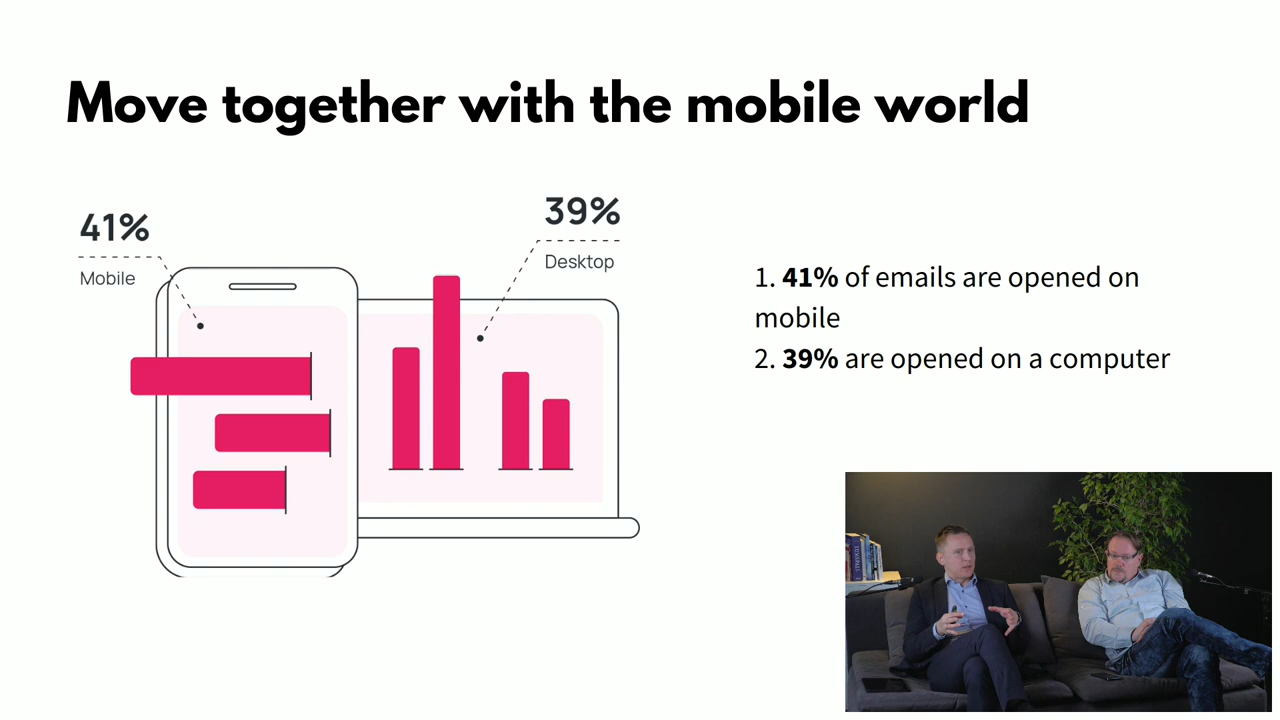 Move together with the mobile world
41%
Mobile
39%
Desktop
1. 41% of emails are opened on
mobile
2. 39% are opened on a computer